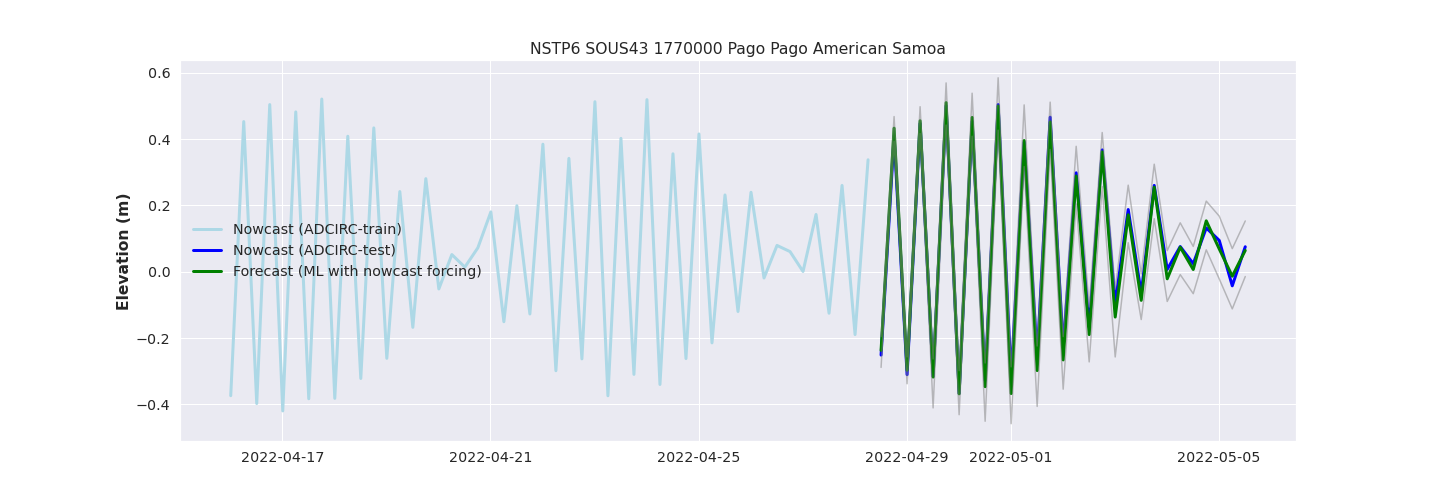 NSTP6 SOUS43 1770000 Pago Pago American Samoa
Elevation (m)
0.6
0.4
0.2
0.0
−0.2
−0.4
Nowcast (ADCIRC-train)
Nowcast (ADCIRC-test)
Forecast (ML with nowcast forcing)
2022-04-17 2022-04-21 2022-04-25 2022-04-29 2022-05-01 2022-05-05